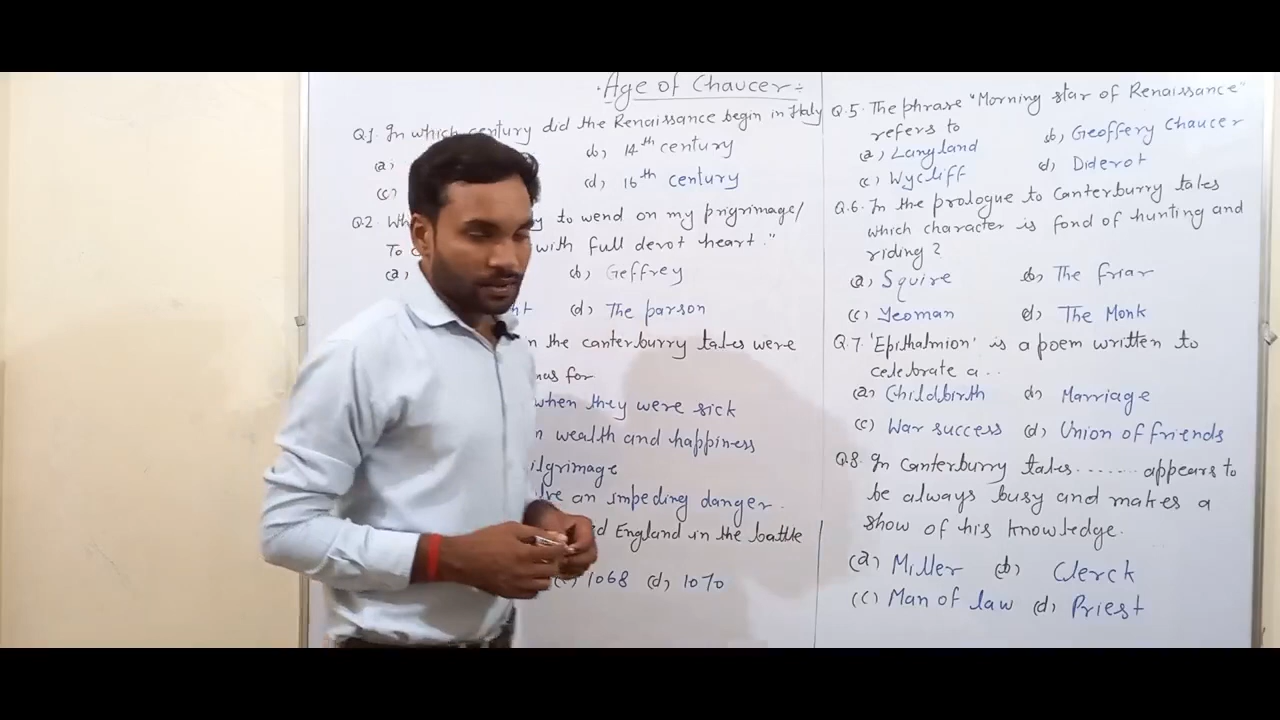 Age of Chaucer
Q1. In which century did the Renaissance begin in Italy
(a)
(b) 14th century
(c)
(d) 16th century
Q.2. to wend on my prigrimage/
To with full devot heart."
(a)
(b) Geffrey
(d) The parson
the canterburry tales were
for
when they were sick
wealth and happiness
an impeding danger.
England in the battle
(c) 1068 (d) 1070
Q.5. The phrase "Morning star of Renaissance"
refers to
(a) Langland
(b) Geoffery Chaucer
(c) Wycliff
(d) Diderot
Q.6. In the prologue to Canterburry tales
which character is fond of hunting and
riding?
(a) Squire (b) The friar
(c) Yeoman (d) The Monk
Q.7. 'Epithalmion' is a poem written to
celebrate a..
(a) Childbirth (b) Marriage
(c) War success (d) Union of friends
Q.8. In Canterburry tales........ appears to
be always busy and makes a
show of his knowledge.
(a) Miller (b) Clerck
(c) Man of law (d) Priest